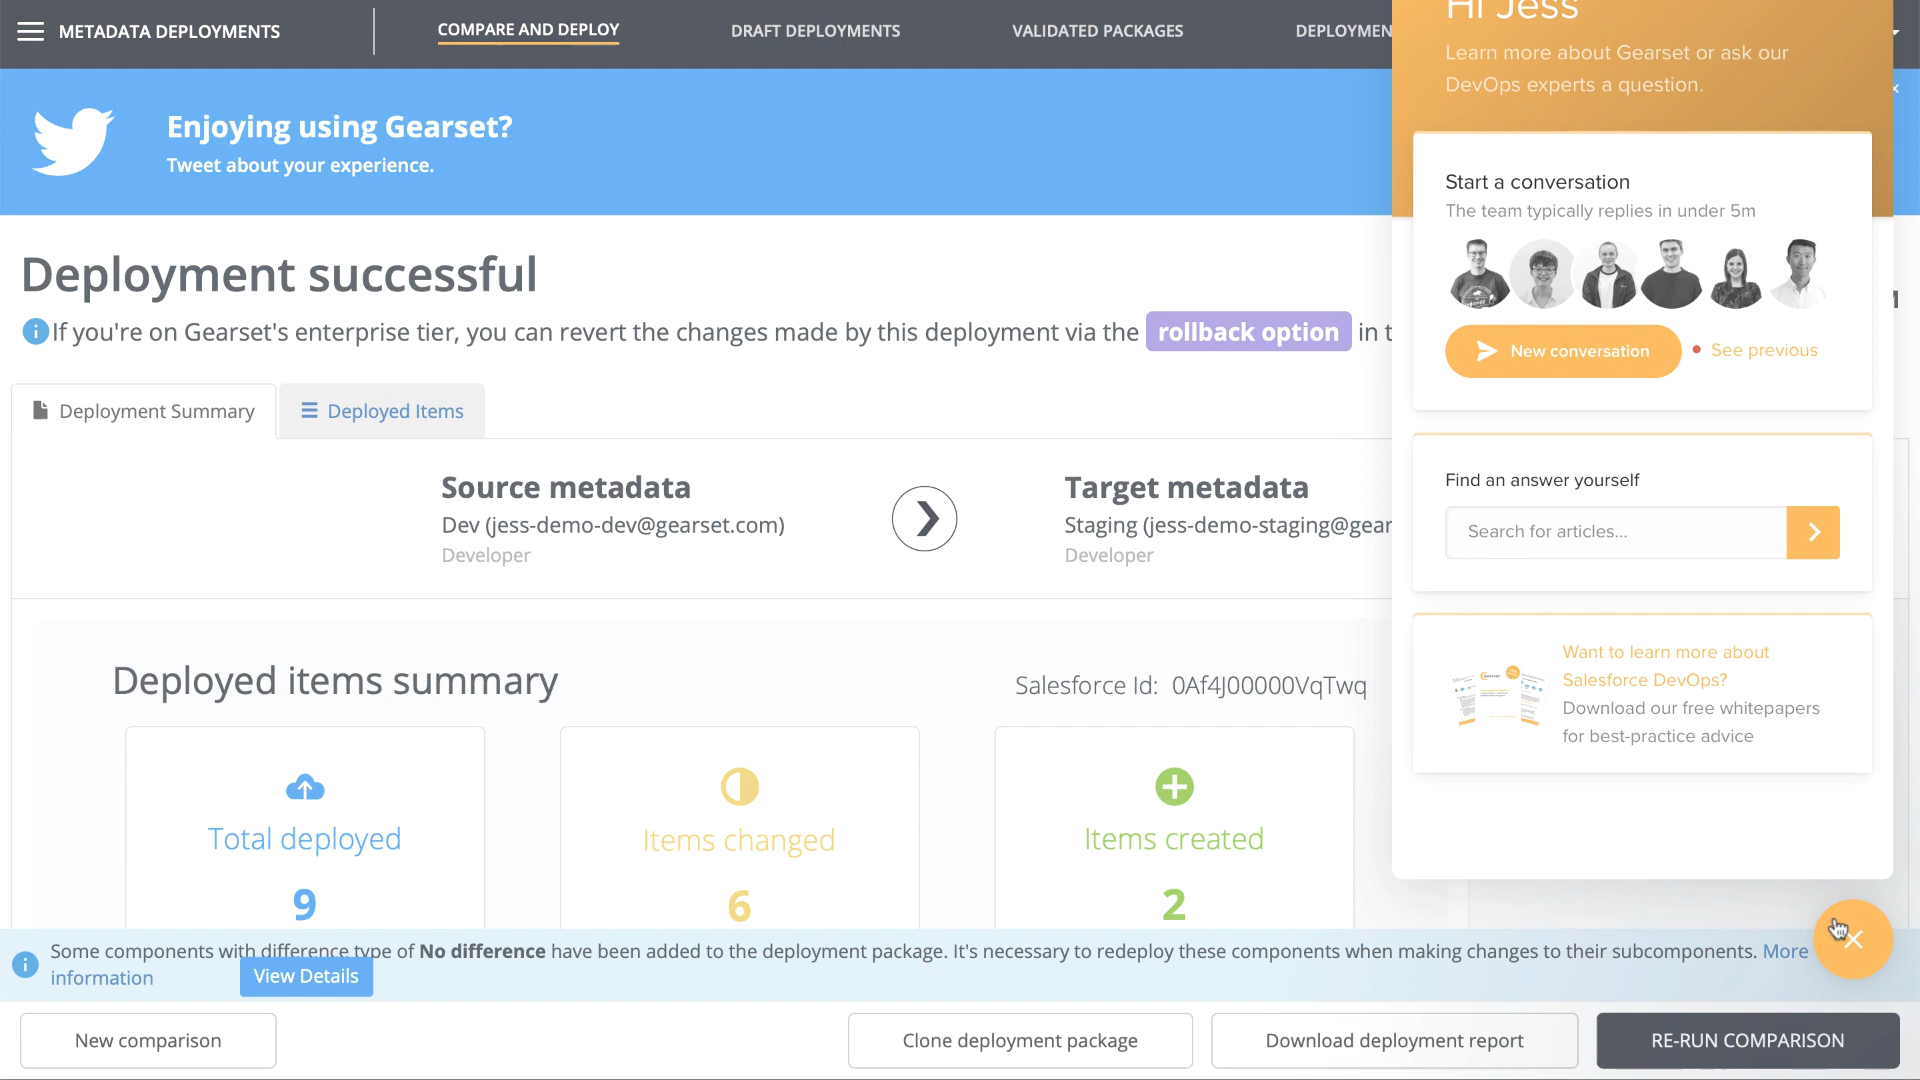 METADATA DEPLOYMENTS
COMPARE AND DEPLOY
DRAFT DEPLOYMENTS
VALIDATED PACKAGES
DEPLOYMEN
Enjoying using Gearset?
Tweet about your experience.
Deployment successful
If you're on Gearset's enterprise tier, you can revert the changes made by this deployment via the rollback option in t
Deployment Summary
Deployed Items
Source metadata
Dev (jess-demo-dev@gearset.com)
Developer
Target metadata
Staging (jess-demo-staging@gear
Developer
Deployed items summary
Salesforce Id: 0Af4J00000VqTwq
Total deployed
9
Items changed
6
Items created
2
Hi Jess
Learn more about Gearset or ask our
DevOps experts a question.
Start a conversation
The team typically replies in under 5m
New conversation
See previous
Find an answer yourself
Search for articles...
Want to learn more about
Salesforce DevOps?
Download our free whitepapers
for best-practice advice
Some components with difference type of No difference have been added to the deployment package. It's necessary to redeploy these components when making changes to their subcomponents. More
information
View Details
New comparison
Clone deployment package
Download deployment report
RE-RUN COMPARISON